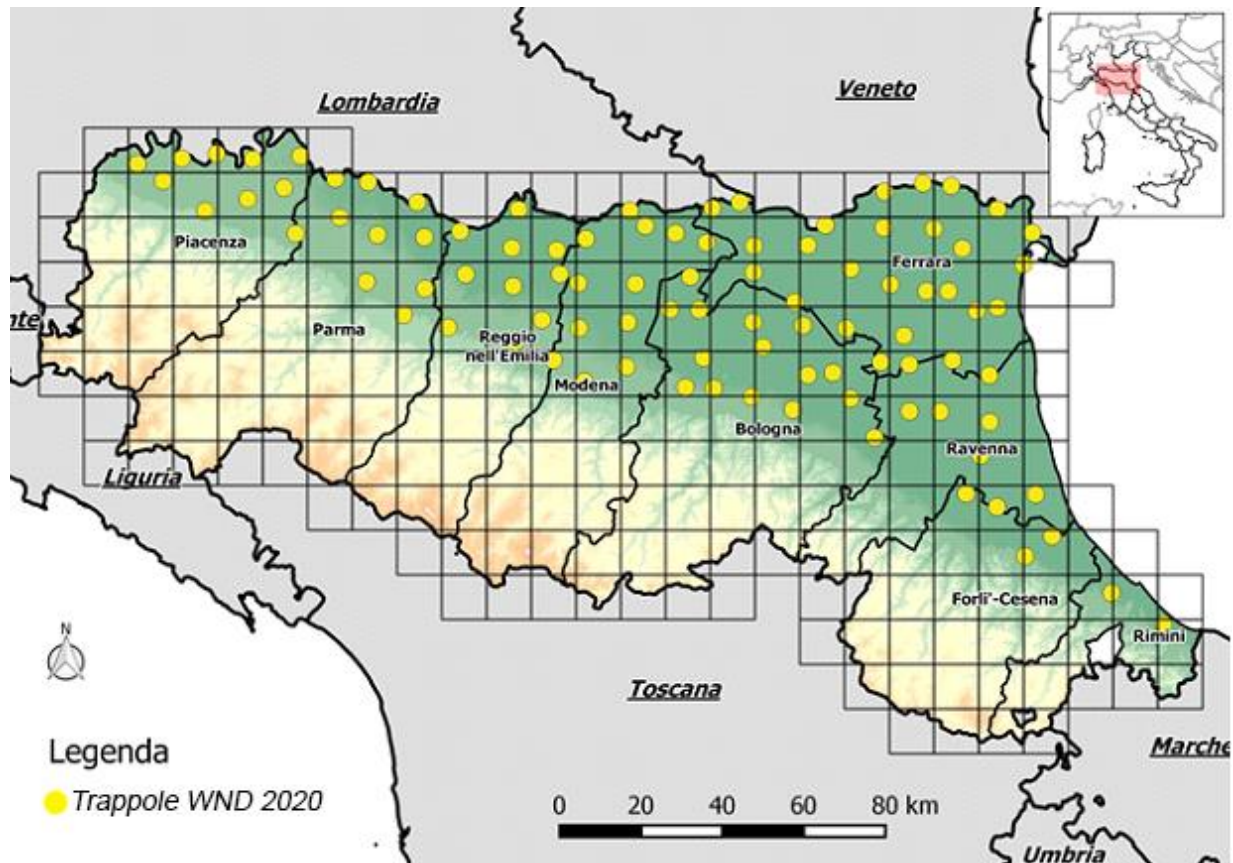 Lombardia
Veneto
Piacenza
Ferrara
nte
Parma
Reggio
nell'Emilia
Modena
Bologna
Ravenna
Liguria
Forli'-Cesena
Rimini
N
Toscana
Marche
Legenda
Trappole WND 2020
0 20 40 60 80 km
Umbria